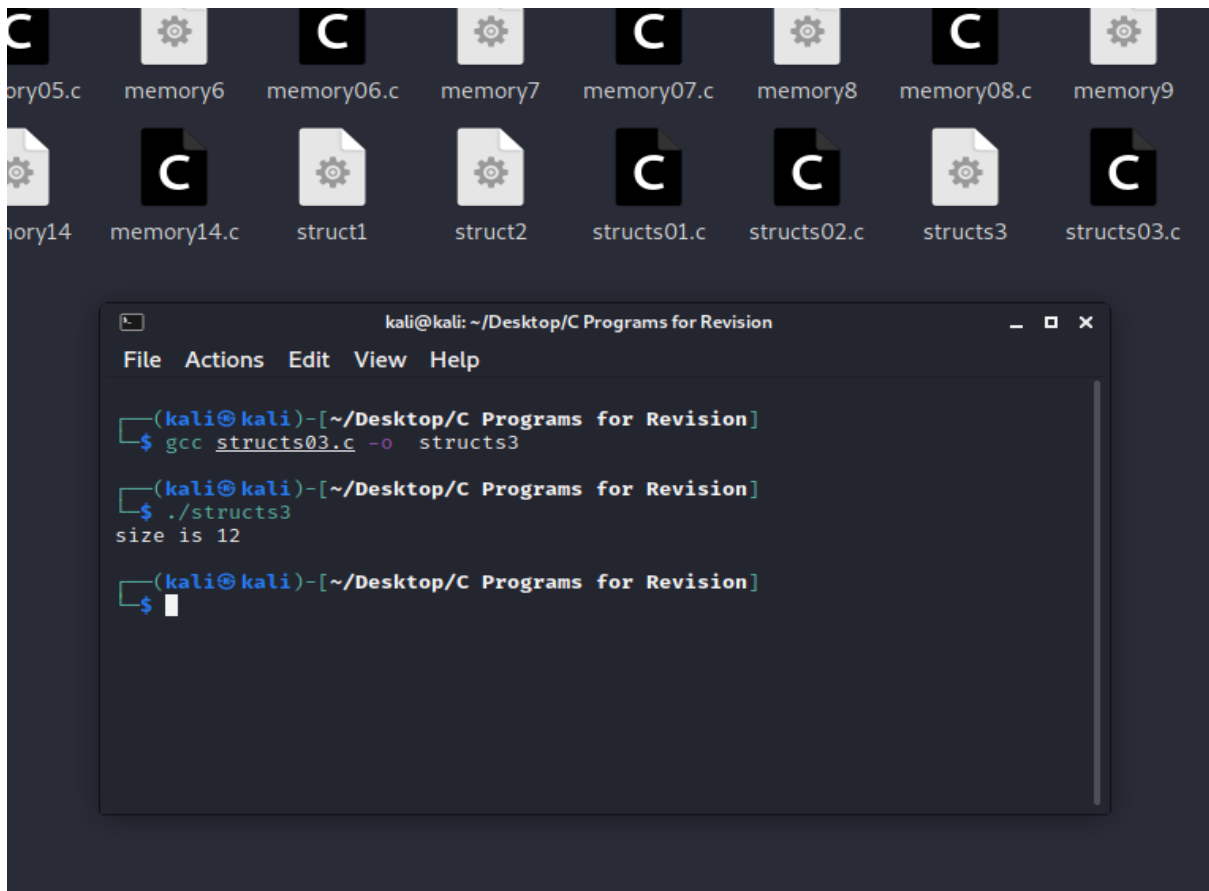 C C C C
ory05.c memory6 memory06.c memory7 memory07.c memory8 memory08.c memory9
C C C C
ory14 memory14.c struct1 struct2 structs01.c structs02.c structs3 structs03.c
kali@kali: ~/Desktop/C Programs for Revision
File Actions Edit View Help
┌──(kali㉿kali)-[~/Desktop/C Programs for Revision]
└─$ gcc structs03.c -o  structs3
┌──(kali㉿kali)-[~/Desktop/C Programs for Revision]
└─$ ./structs3
size is 12
┌──(kali㉿kali)-[~/Desktop/C Programs for Revision]
└─$